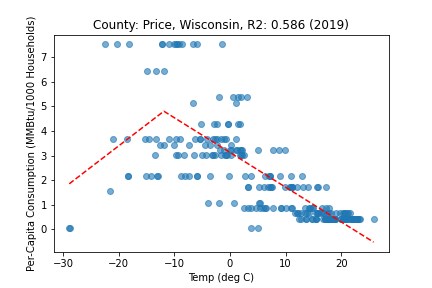 County: Price, Wisconsin, R2: 0.586 (2019)
Per-Capita Consumption (MMBtu/1000 Households)
7
6
5
4
3
2
1
0
−30 −20 −10 0 10 20
Temp (deg C)